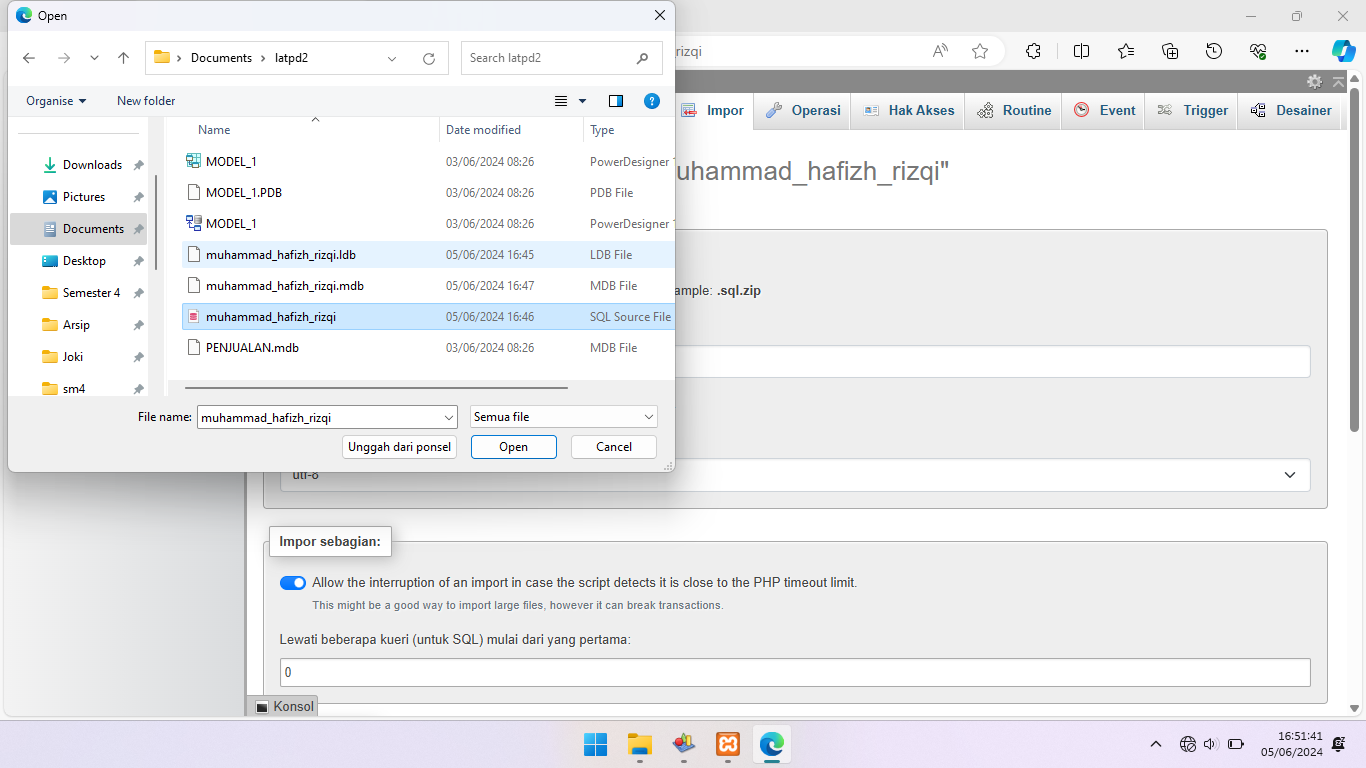 Open
rizqi
Documents
latpd2
Search latpd2
Organise
New folder
Impor
Operasi
Hak Akses
Routine
Event
Trigger
Desainer
Name
Date modified
Type
Downloads
Pictures
Documents
Desktop
Semester 4
Arsip
Joki
sm4
MODEL_1 03/06/2024 08:26 PowerDesigner
MODEL_1.PDB 03/06/2024 08:26 PDB File
MODEL_1 03/06/2024 08:26 PowerDesigner
muhammad_hafizh_rizqi.ldb 05/06/2024 16:45 LDB File
muhammad_hafizh_rizqi.mdb 05/06/2024 16:47 MDB File
muhammad_hafizh_rizqi 05/06/2024 16:46 SQL Source File
PENJUALAN.mdb 03/06/2024 08:26 MDB File
uhammad_hafizh_rizqi"
ample: .sql.zip
File name: muhammad_hafizh_rizqi
Semua file
Unggah dari ponsel
Open
Cancel
utf-8
Impor sebagian:
Allow the interruption of an import in case the script detects it is close to the PHP timeout limit.
This might be a good way to import large files, however it can break transactions.
Lewati beberapa kueri (untuk SQL) mulai dari yang pertama:
0
Konsol
16:51:41
05/06/2024